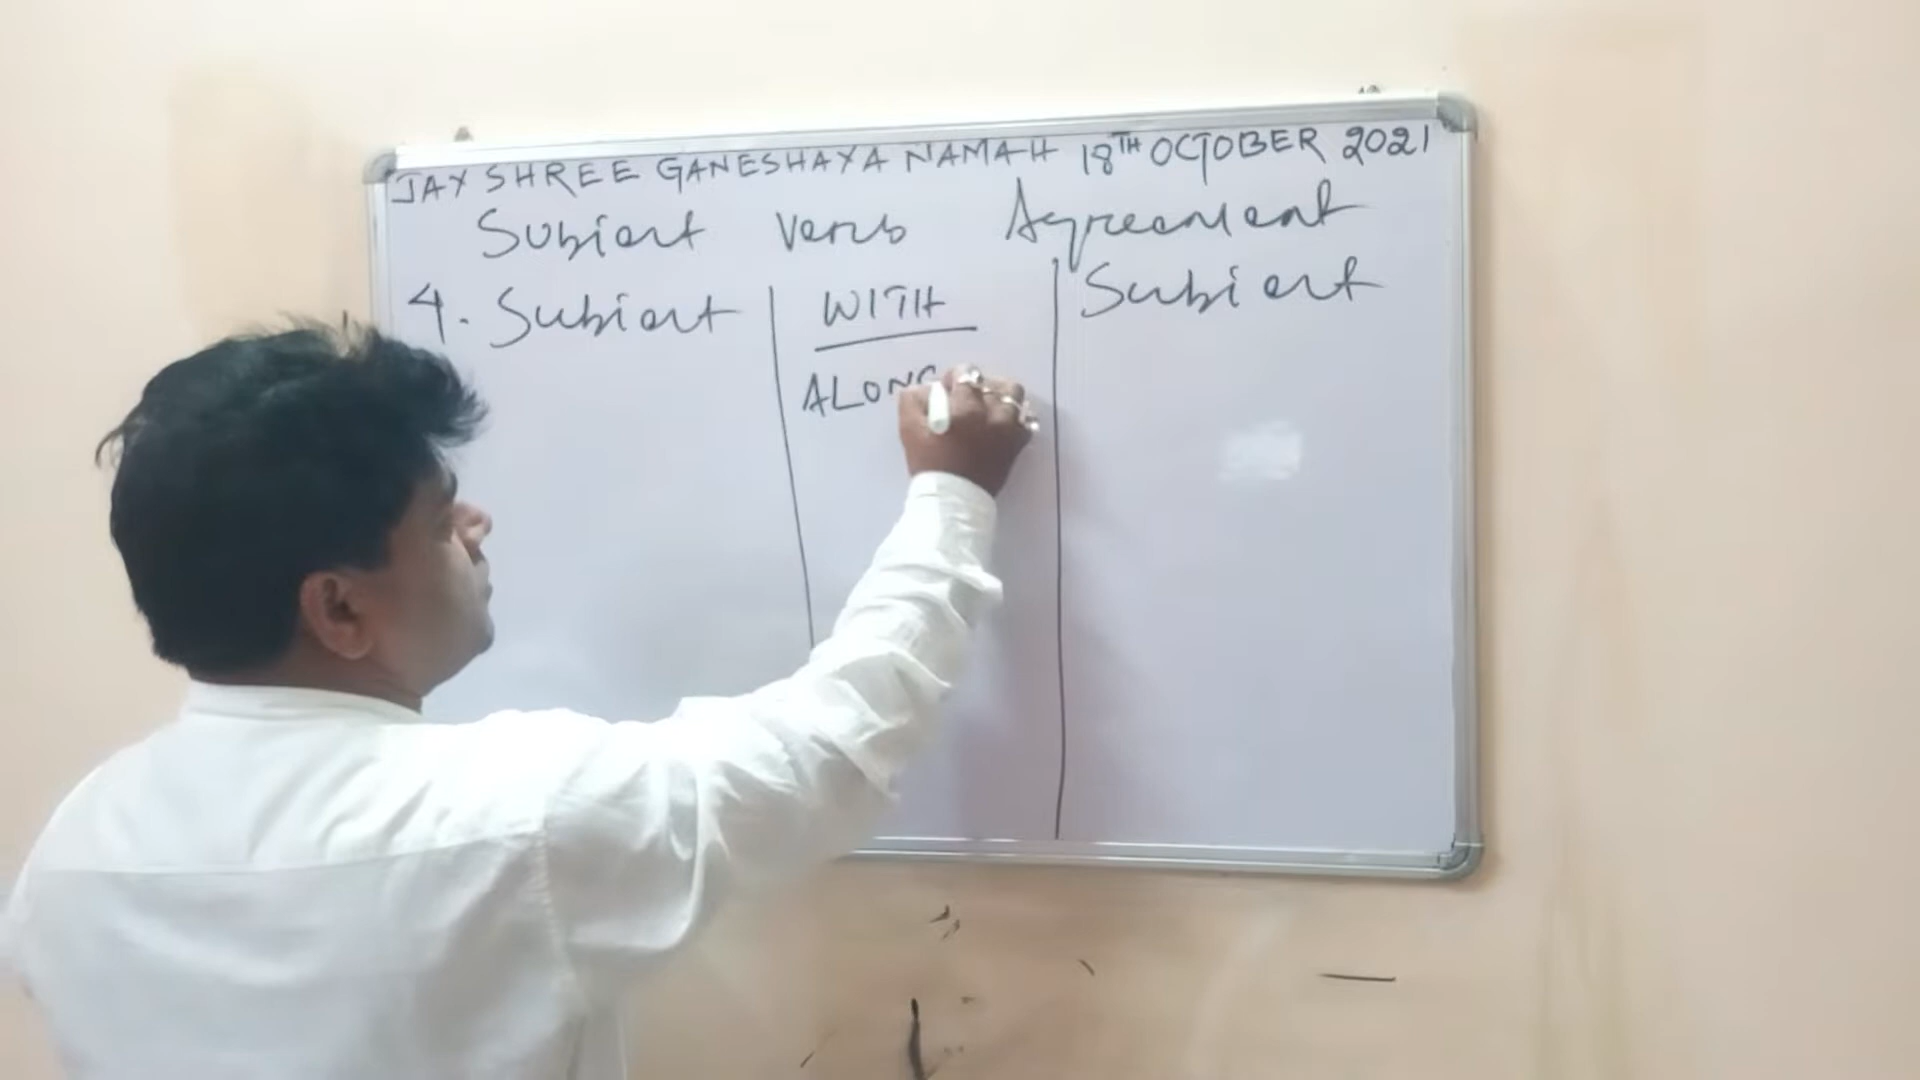 JAY SHREE GANESHAYA NAMAH 18TH OCTOBER 2021
Subject Verb Agreement
4. Subject WITH Subject
ALONG